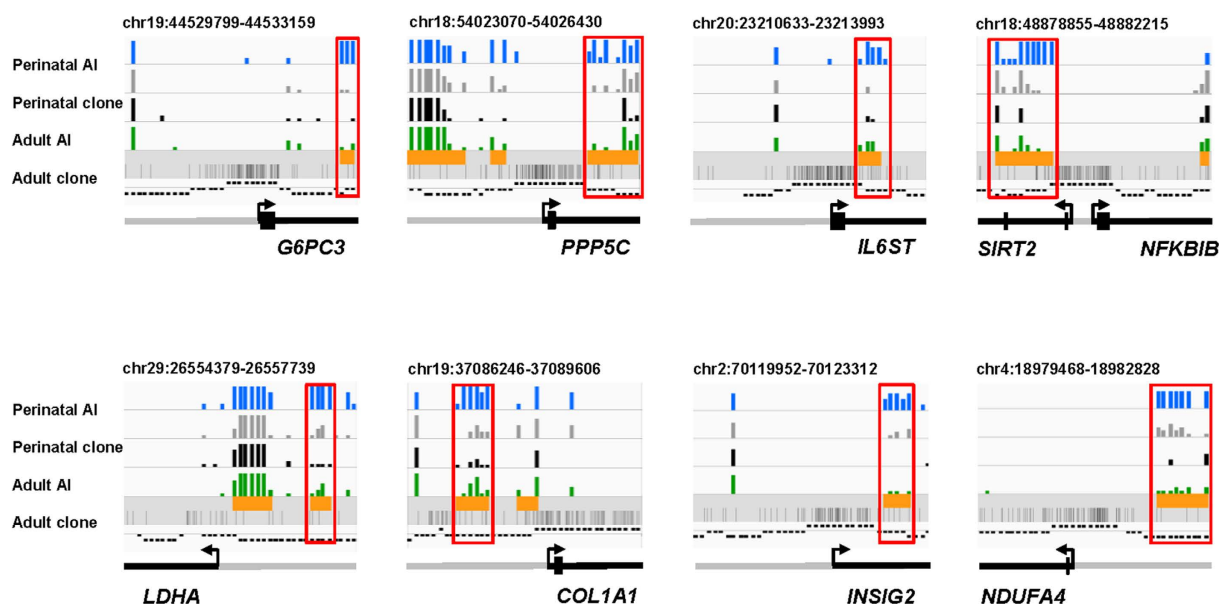 chr19:44529799-44533159 chr18:54023070-54026430 chr20:23210633-23213993 chr18:48878855-48882215
Perinatal AI
Perinatal clone
Adult AI
Adult clone
G6PC3 PPP5C IL6ST SIRT2 NFKBIB
chr29:26554379-26557739 chr19:37086246-37089606 chr2:70119952-70123312 chr4:18979468-18982828
Perinatal AI
Perinatal clone
Adult AI
Adult clone
LDHA COL1A1 INSIG2 NDUFA4